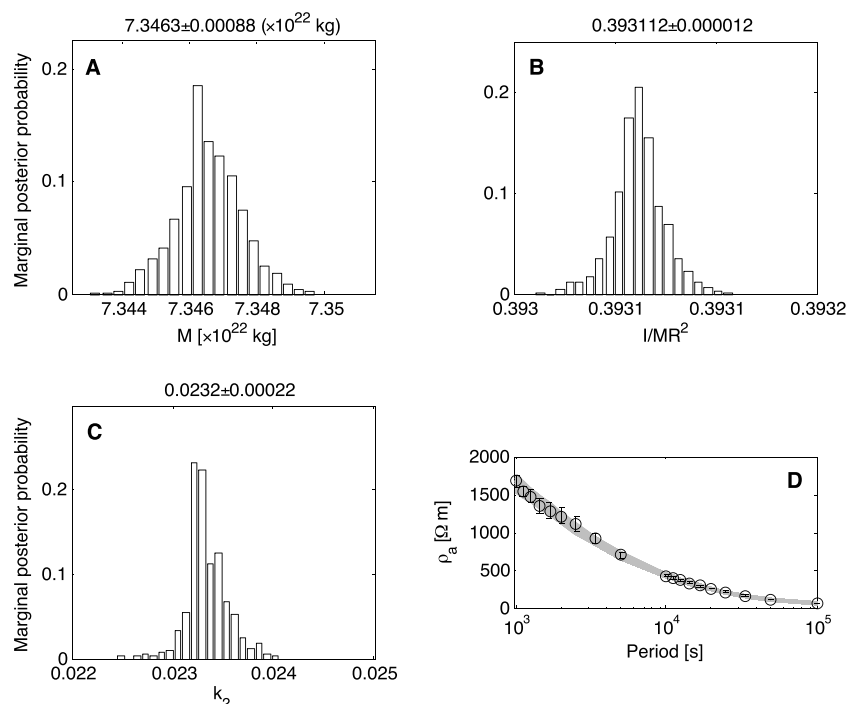 7.3463±0.00088 (×10²² kg)
A
Marginal posterior probability
0.2
0.1
0
7.344 7.346 7.348 7.35
M [×10²² kg]
0.393112±0.000012
B
0.2
0.1
0
0.393 0.3931 0.3931 0.3932
I/MR²
0.0232±0.00022
C
Marginal posterior probability
0.2
0.1
0
0.022 0.023 0.024 0.025
k₂
D
ρₐ [Ω m]
2000
1500
1000
500
0
10³ 10⁴ 10⁵
Period [s]